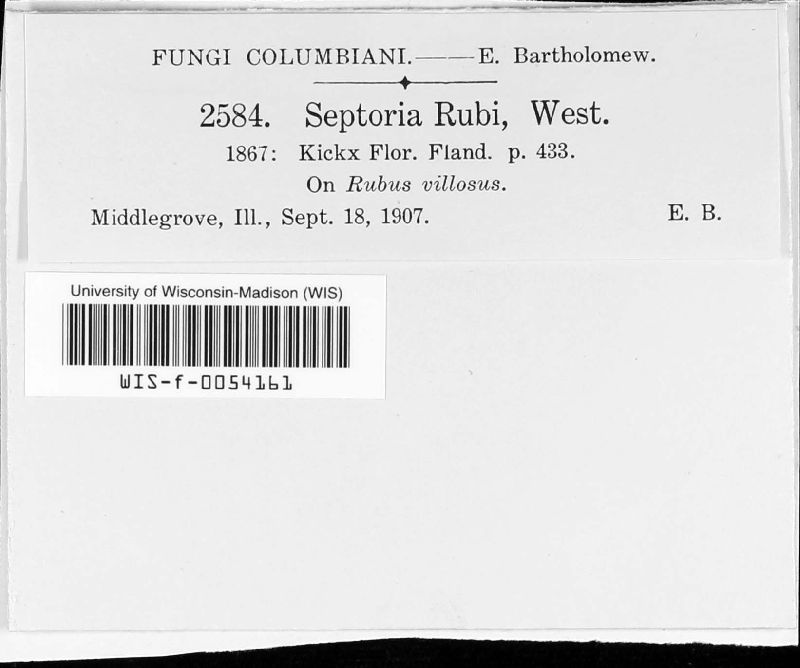 FUNGI COLUMBIANI.——E. Bartholomew.
2584. Septoria Rubi, West.
1867: Kickx Flor. Fland. p. 433.
On Rubus villosus.
Middlegrove, Ill., Sept. 18, 1907. E. B.
University of Wisconsin-Madison (WIS)
WIS-f-0054161